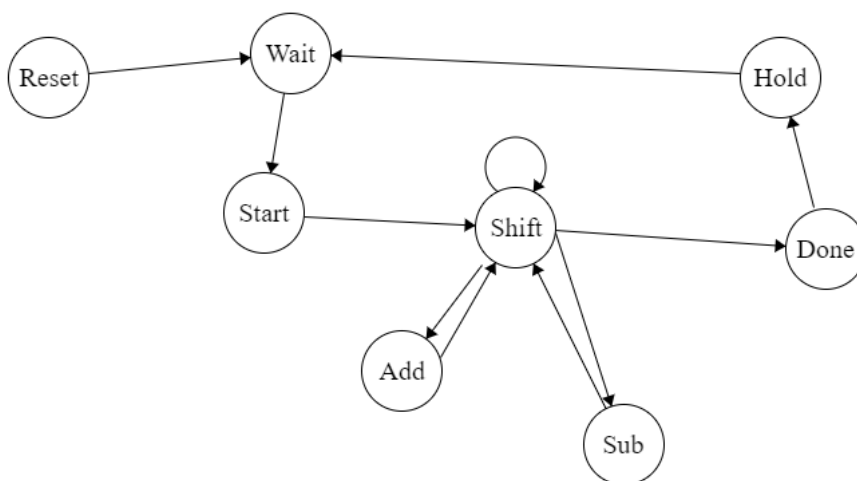 Reset
Wait
Hold
Start
Shift
Done
Add
Sub